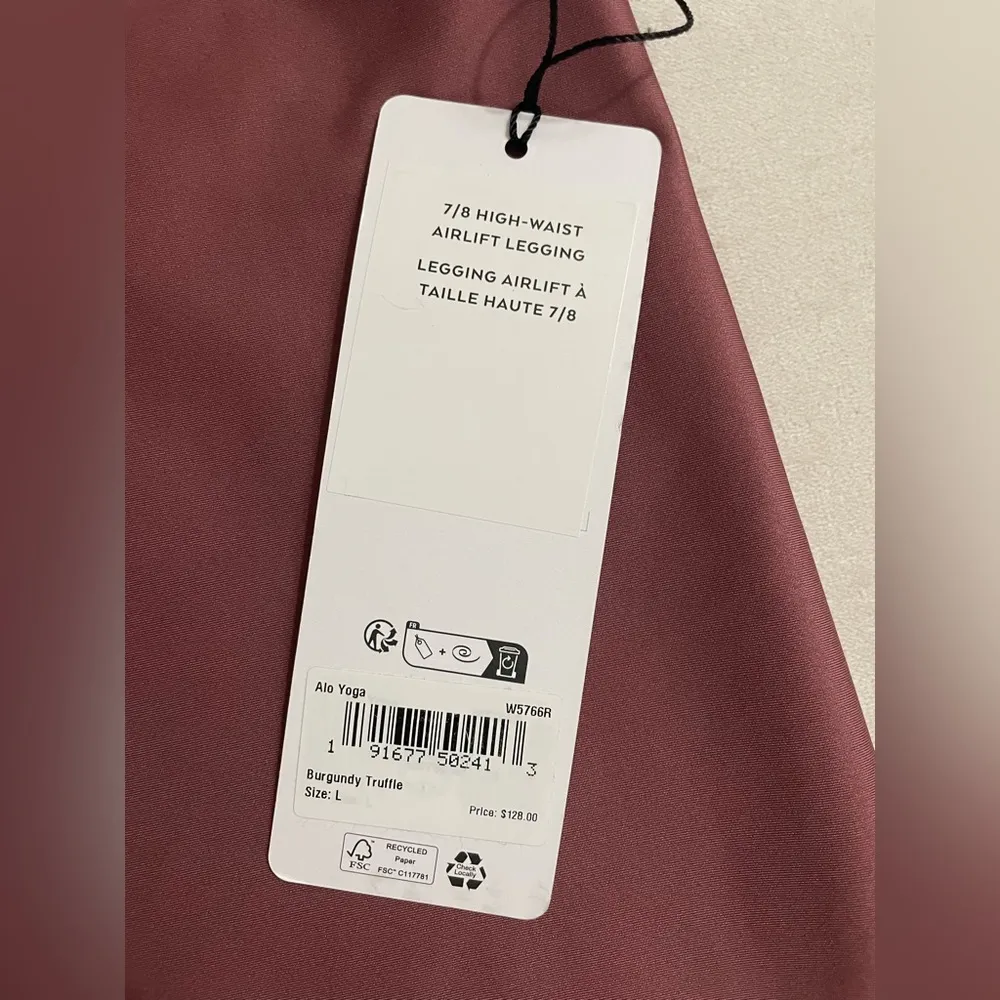 7/8 HIGH-WAIST
AIRLIFT LEGGING
LEGGING AIRLIFT À
TAILLE HAUTE 7/8
FR
+
Alo Yoga
W5766R
1 91677 50241 3
Burgundy Truffle
Size: L
Price: $128.00
FSC™
RECYCLED
Paper
FSC® C117781
Check
Locally